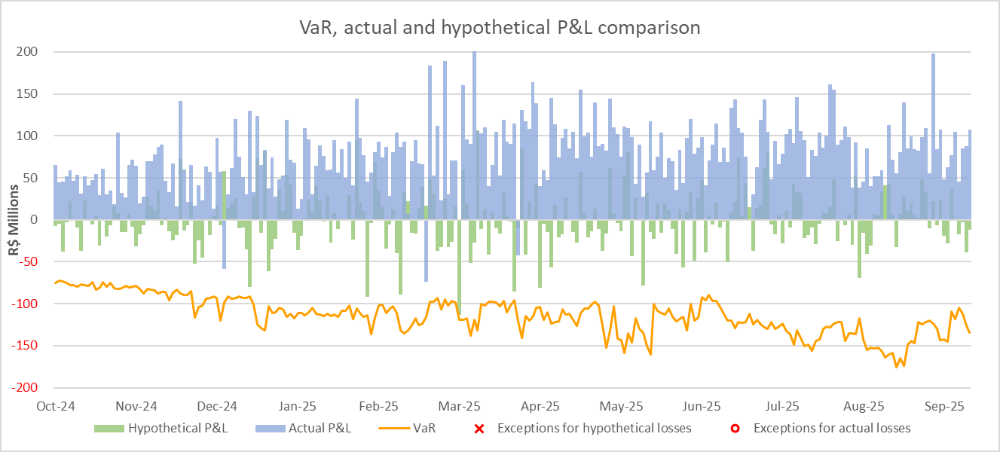 VaR, actual and hypothetical P&L comparison
R$ Millions
200
150
100
50
0
-50
-100
-150
-200
Oct-24 Nov-24 Dec-24 Jan-25 Feb-25 Mar-25 Apr-25 May-25 Jun-25 Jul-25 Aug-25 Sep-25
Hypothetical P&L Actual P&L VaR Exceptions for hypothetical losses Exceptions for actual losses